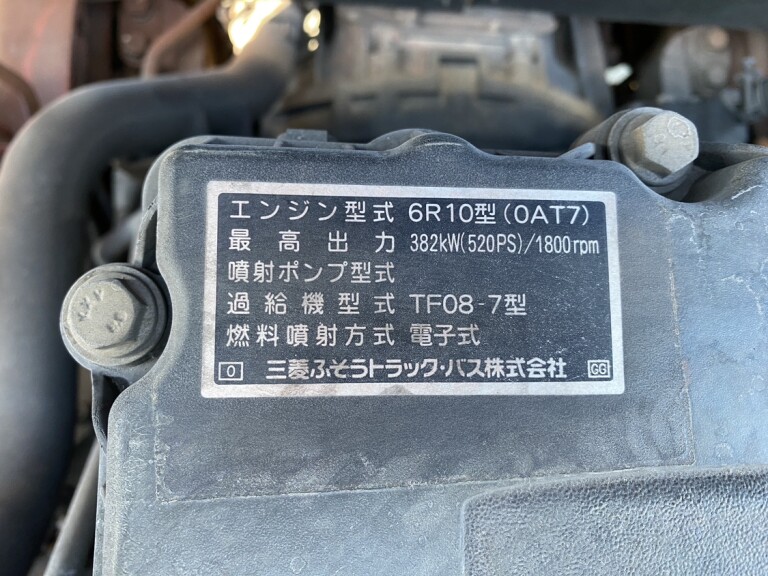 エンジン型式 6R10型(0AT7)
最高出力 382kW(520PS)/1800rpm
噴射ポンプ型式
過給機型式 TF08-7型
燃料噴射方式 電子式
0 三菱ふそうトラック・バス株式会社 GG